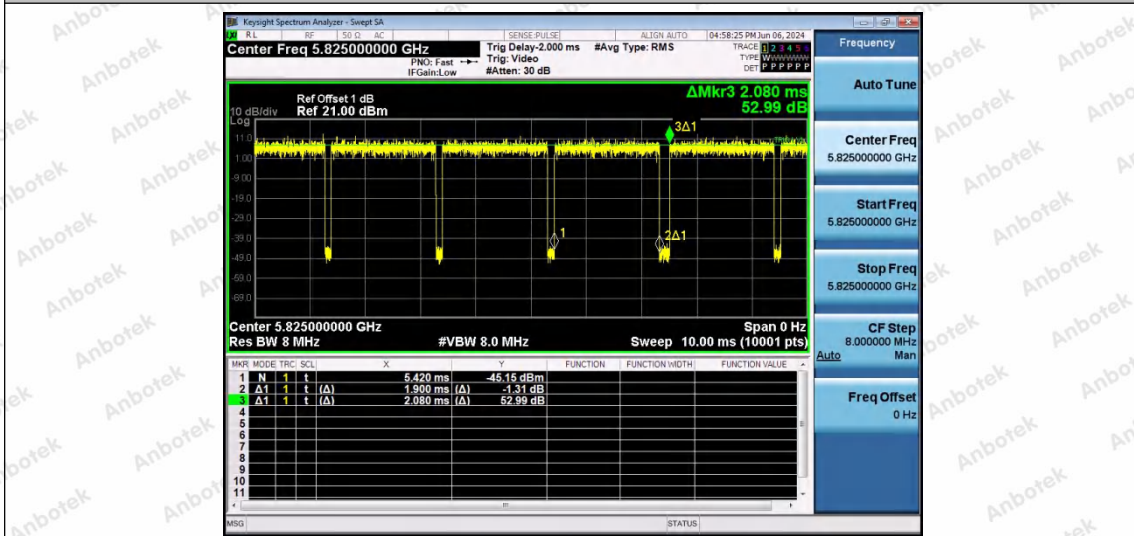 Keysight Spectrum Analyzer - Swept SA
RL RF 50 Ω AC SENSE:PULSE ALIGN AUTO 04:58:25 PM Jun 06, 2024
Center Freq 5.825000000 GHz
PNO: Fast
IFGain:Low
Trig Delay-2.000 ms
Trig: Video
#Atten: 30 dB
#Avg Type: RMS
TRACE 1 2 3 4 5 6
TYPE WWWWWW
DET P P P P P P
ΔMkr3 2.080 ms
52.99 dB
Ref Offset 1 dB
10 dB/div Ref 21.00 dBm
Log
11.0
1.00
-9.00
-19.0
-29.0
-39.0
-49.0
-59.0
-69.0
3Δ1
1
2Δ1
Center 5.825000000 GHz Span 0 Hz
Res BW 8 MHz #VBW 8.0 MHz Sweep 10.00 ms (10001 pts)
MKR MODE TRC SCL X Y FUNCTION FUNCTION WIDTH FUNCTION VALUE
1 N 1 t 5.420 ms -45.15 dBm
2 Δ1 1 t (Δ) 1.900 ms (Δ) -1.31 dB
3 Δ1 1 t (Δ) 2.080 ms (Δ) 52.99 dB
4
5
6
7
8
9
10
11
MSG STATUS
Frequency
Auto Tune
Center Freq
5.825000000 GHz
Start Freq
5.825000000 GHz
Stop Freq
5.825000000 GHz
CF Step
8.000000 MHz
Auto Man
Freq Offset
0 Hz
Anbotek